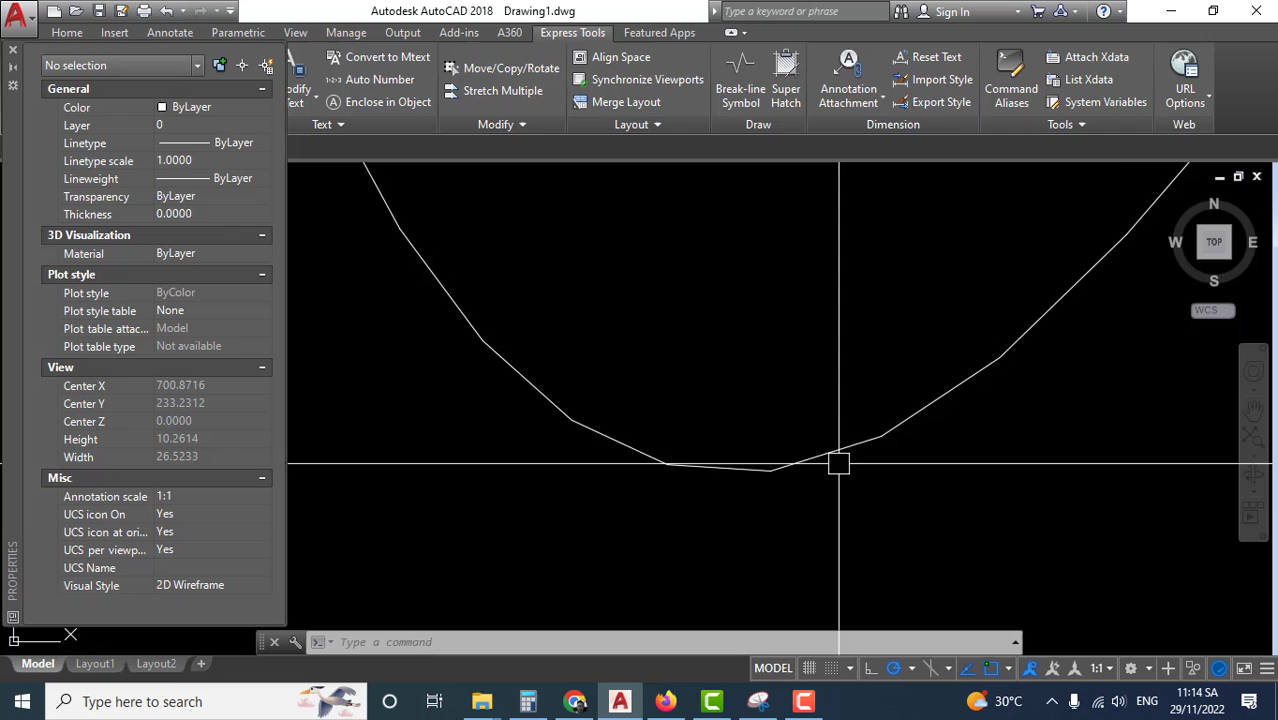 Autodesk AutoCAD 2018 Drawing1.dwg
Type a keyword or phrase
Sign In
Home Insert Annotate Parametric View Manage Output Add-ins A360 Express Tools Featured Apps
No selection
General
Color ByLayer
Layer 0
Linetype ByLayer
Linetype scale 1.0000
Lineweight ByLayer
Transparency ByLayer
Thickness 0.0000
3D Visualization
Material ByLayer
Plot style
Plot style ByColor
Plot style table None
Plot table attac... Model
Plot table type Not available
View
Center X 700.8716
Center Y 233.2312
Center Z 0.0000
Height 10.2614
Width 26.5233
Misc
Annotation scale 1:1
UCS icon On Yes
UCS icon at ori... Yes
UCS per viewp... Yes
UCS Name
Visual Style 2D Wireframe
PROPERTIES
odify
Text
Convert to Mtext
Auto Number
Enclose in Object
Text
Move/Copy/Rotate
Stretch Multiple
Modify
Align Space
Synchronize Viewports
Merge Layout
Layout
Break-line
Symbol
Super
Hatch
Draw
Annotation
Attachment
Reset Text
Import Style
Export Style
Dimension
Command
Aliases
Attach Xdata
List Xdata
System Variables
Tools
URL
Options
Web
N
W TOP E
S
WCS
X
Type a command
Model Layout1 Layout2 +
MODEL 1:1
Type here to search
30°C
ENG
11:14 SA
29/11/2022